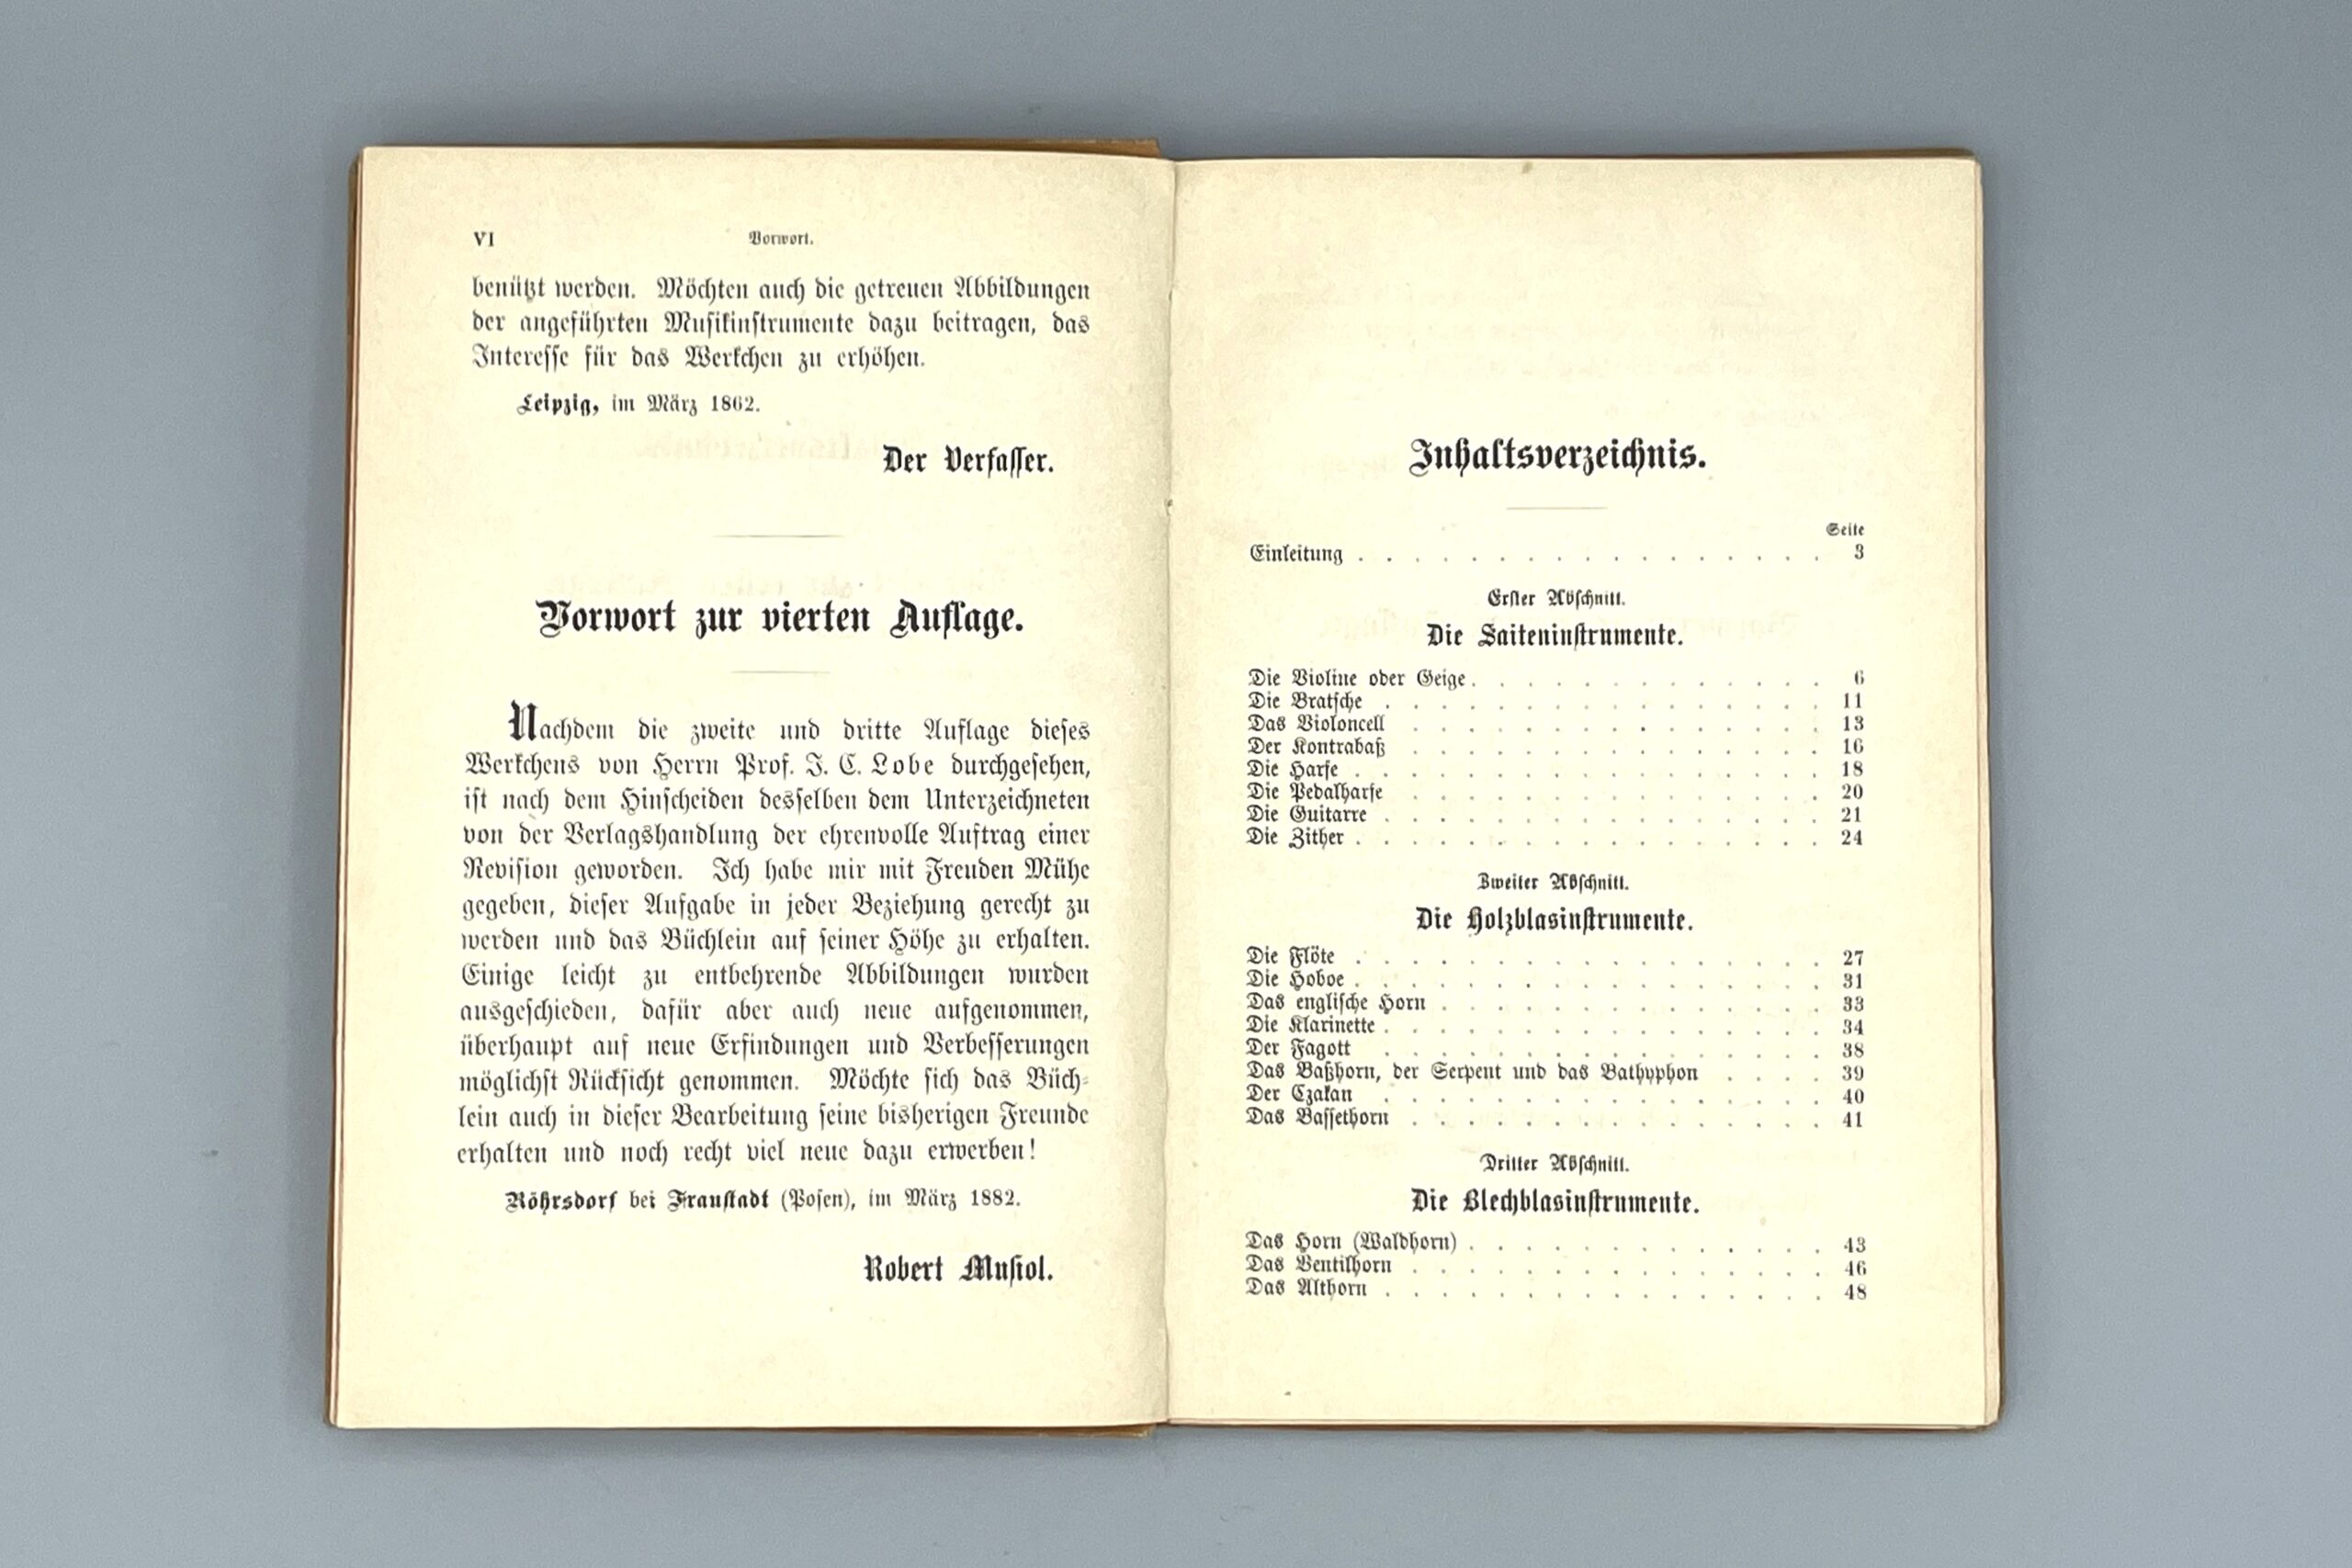 VI Vorwort.
benützt werden. Möchten auch die getreuen Abbildungen
der angeführten Musikinstrumente dazu beitragen, das
Interesse für das Werkchen zu erhöhen.
Leipzig, im März 1862.
Der Verfasser.
Vorwort zur vierten Auflage.
Nachdem die zweite und dritte Auflage dieses
Werkchens von Herrn Prof. J. C. Lobe durchgesehen,
ist nach dem Hinscheiden desselben dem Unterzeichneten
von der Verlagshandlung der ehrenvolle Auftrag einer
Revision geworden. Ich habe mir mit Freuden Mühe
gegeben, dieser Aufgabe in jeder Beziehung gerecht zu
werden und das Büchlein auf seiner Höhe zu erhalten.
Einige leicht zu entbehrende Abbildungen wurden
ausgeschieden, dafür aber auch neue aufgenommen,
überhaupt auf neue Erfindungen und Verbesserungen
möglichst Rücksicht genommen. Möchte sich das Büch-
lein auch in dieser Bearbeitung seine bisherigen Freunde
erhalten und noch recht viel neue dazu erwerben!
Röhrsdorf bei Fraustadt (Posen), im März 1882.
Robert Musiol.
Inhaltsverzeichnis.
Seite
Einleitung . . . . . . . . . . . . . . . . . 3
Erster Abschnitt.
Die Saiteninstrumente.
Die Violine oder Geige . . . . . . . . . . . . . 6
Die Bratsche . . . . . . . . . . . . . . . . 11
Das Violoncell . . . . . . . . . . . . . . . 13
Der Kontrabaß . . . . . . . . . . . . . . . 16
Die Harfe . . . . . . . . . . . . . . . . . 18
Die Pedalharfe . . . . . . . . . . . . . . . 20
Die Guitarre . . . . . . . . . . . . . . . . 21
Die Zither . . . . . . . . . . . . . . . . . 24
Zweiter Abschnitt.
Die Holzblasinstrumente.
Die Flöte . . . . . . . . . . . . . . . . . 27
Die Hoboe . . . . . . . . . . . . . . . . . 31
Das englische Horn . . . . . . . . . . . . . . 33
Die Klarinette . . . . . . . . . . . . . . . . 34
Der Fagott . . . . . . . . . . . . . . . . 38
Das Baßhorn, der Serpent und das Bathyphon . . . . 39
Der Czakan . . . . . . . . . . . . . . . . 40
Das Bassethorn . . . . . . . . . . . . . . . 41
Dritter Abschnitt.
Die Blechblasinstrumente.
Das Horn (Waldhorn) . . . . . . . . . . . . . 43
Das Ventilhorn . . . . . . . . . . . . . . . 46
Das Althorn . . . . . . . . . . . . . . . . 48